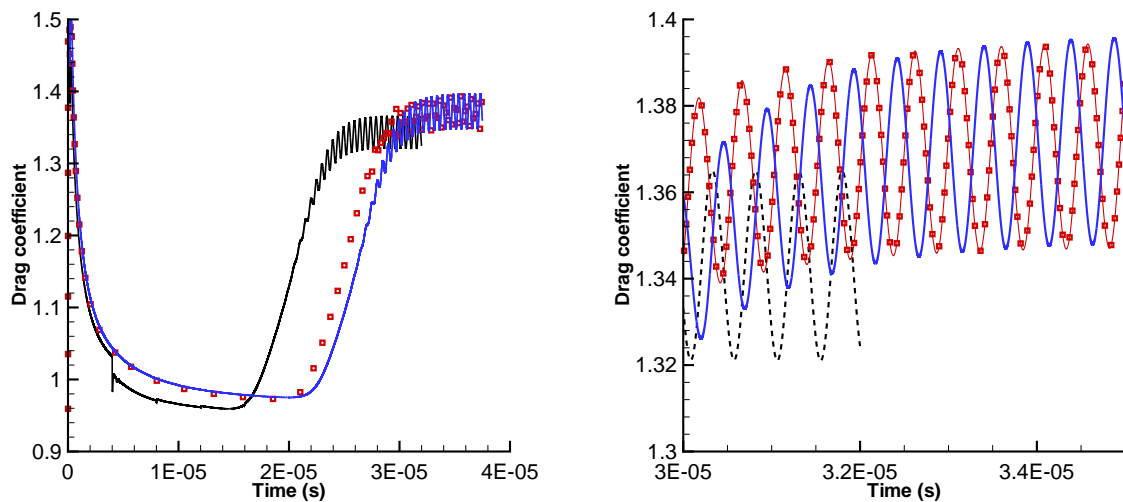 1.5
1.4
1.3
1.2
1.1
1
0.9
Drag coefficient
0 1E-05 2E-05 3E-05 4E-05
Time (s)
1.4
1.38
1.36
1.34
1.32
1.3
Drag coefficient
3E-05 3.2E-05 3.4E-05
Time (s)